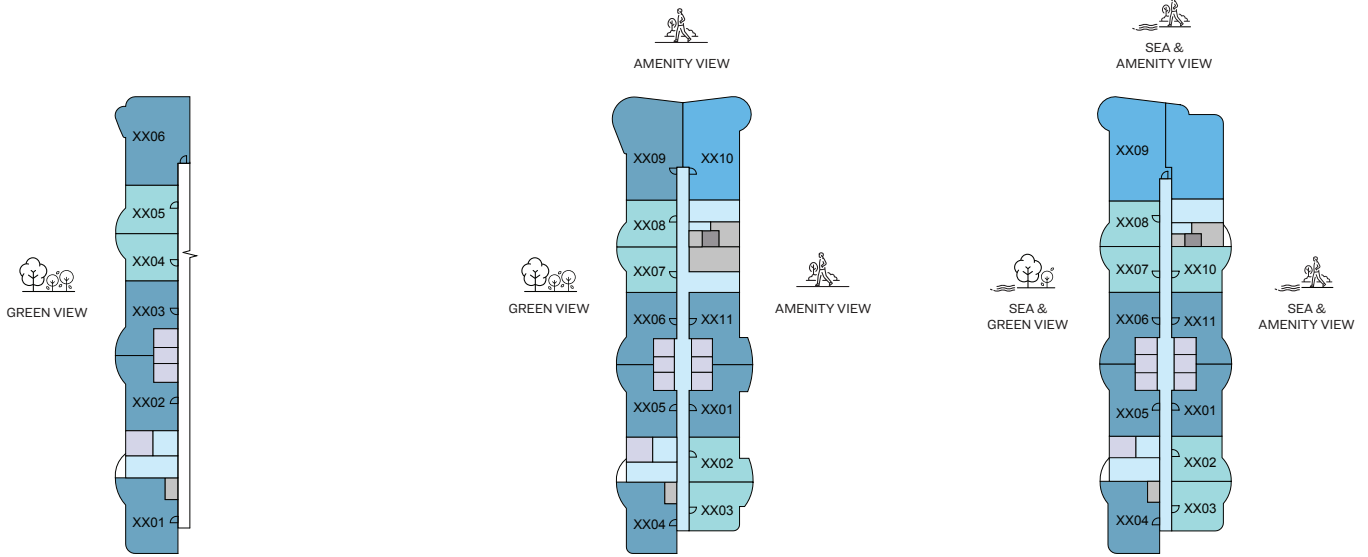 XX06
XX05
XX04
GREEN VIEW
XX03
XX02
XX01
AMENITY VIEW
XX09 XX10
XX08
XX07
GREEN VIEW
AMENITY VIEW
XX06 XX11
XX05 XX01
XX02
XX03
XX04
SEA &
AMENITY VIEW
XX09
XX08
XX07 XX10
SEA &
GREEN VIEW
SEA &
AMENITY VIEW
XX06 XX11
XX05 XX01
XX02
XX03
XX04